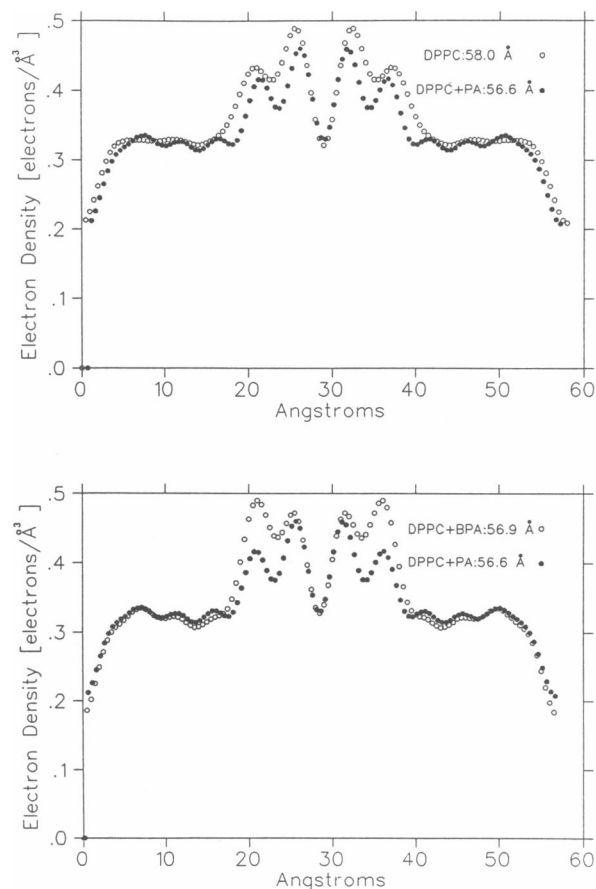 Electron Density [electrons/Å³]
.5
.4
.3
.2
.1
.0
DPPC:58.0 Å
DPPC+PA:56.6 Å
0 10 20 30 40 50 60
Angstroms
Electron Density [electrons/Å³]
.5
.4
.3
.2
.1
.0
DPPC+BPA:56.9 Å
DPPC+PA:56.6 Å
0 10 20 30 40 50 60
Angstroms